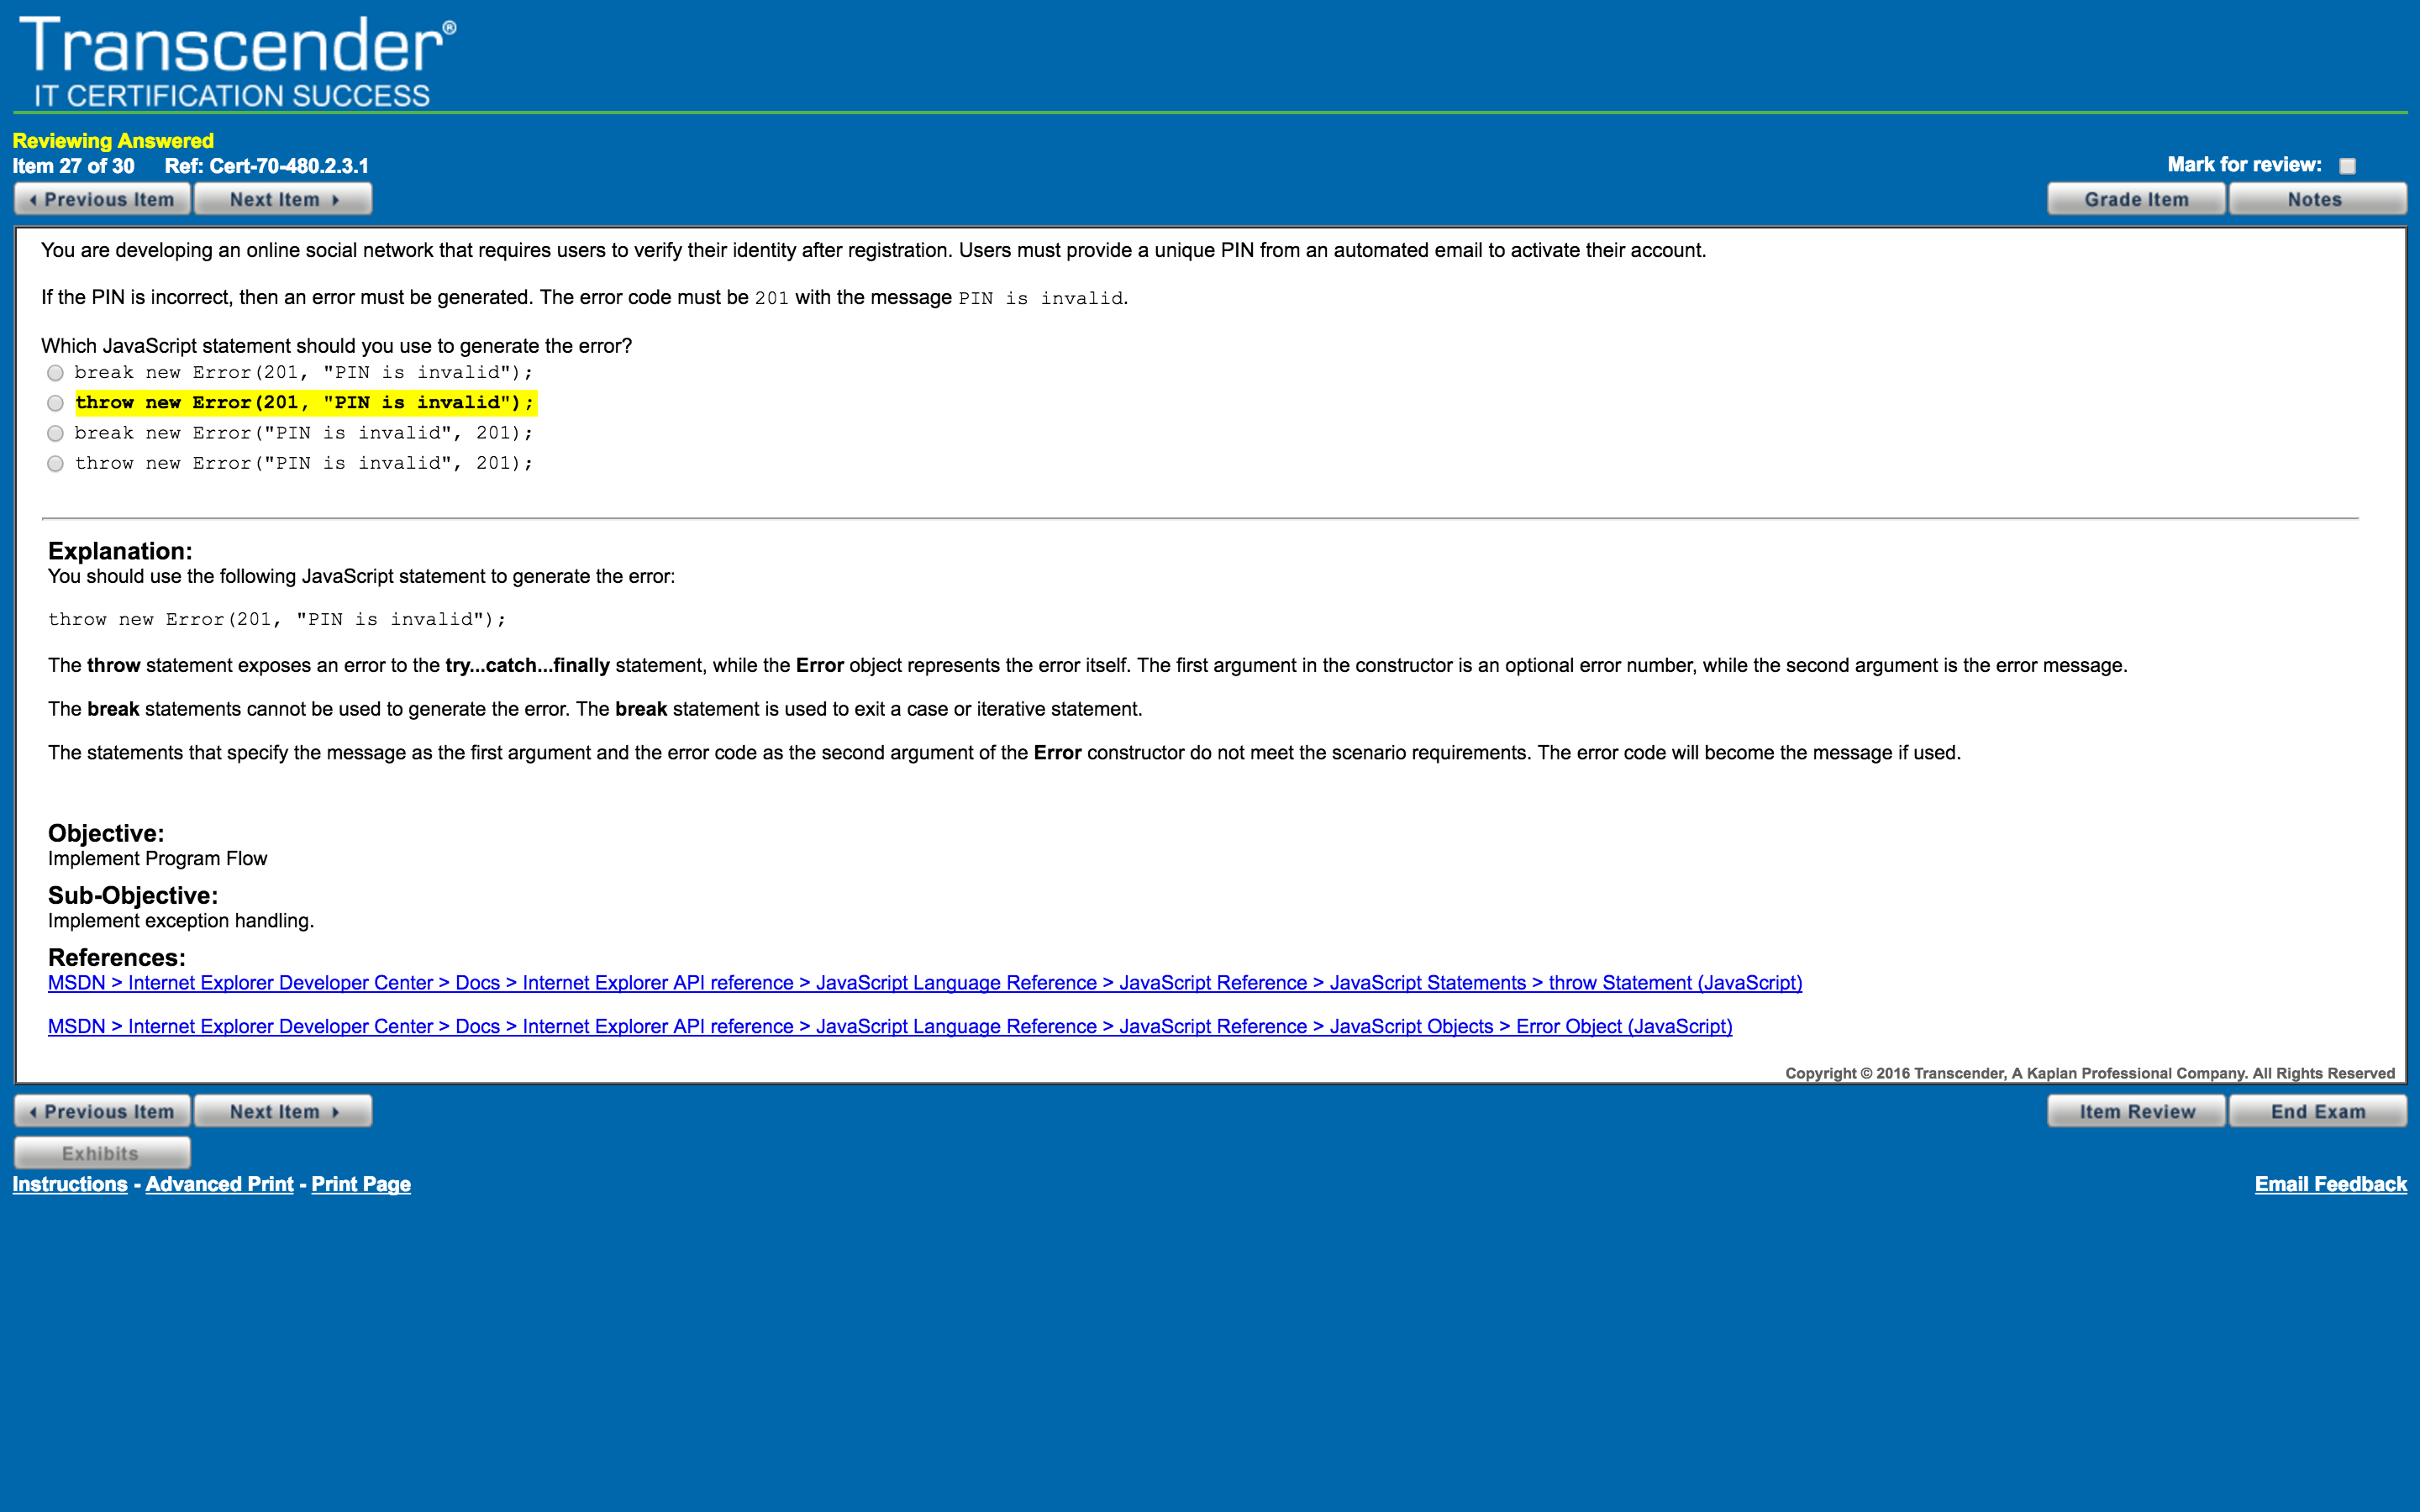 Transcender®
IT CERTIFICATION SUCCESS
Reviewing Answered
Item 27 of 30 Ref: Cert-70-480.2.3.1
Mark for review:
Previous Item Next Item Grade Item Notes
You are developing an online social network that requires users to verify their identity after registration. Users must provide a unique PIN from an automated email to activate their account.
If the PIN is incorrect, then an error must be generated. The error code must be 201 with the message PIN is invalid.
Which JavaScript statement should you use to generate the error?
break new Error(201, "PIN is invalid");
throw new Error(201, "PIN is invalid");
break new Error("PIN is invalid", 201);
throw new Error("PIN is invalid", 201);
Explanation:
You should use the following JavaScript statement to generate the error:
throw new Error(201, "PIN is invalid");
The throw statement exposes an error to the try...catch...finally statement, while the Error object represents the error itself. The first argument in the constructor is an optional error number, while the second argument is the error message.
The break statements cannot be used to generate the error. The break statement is used to exit a case or iterative statement.
The statements that specify the message as the first argument and the error code as the second argument of the Error constructor do not meet the scenario requirements. The error code will become the message if used.
Objective:
Implement Program Flow
Sub-Objective:
Implement exception handling.
References:
MSDN > Internet Explorer Developer Center > Docs > Internet Explorer API reference > JavaScript Language Reference > JavaScript Reference > JavaScript Statements > throw Statement (JavaScript)
MSDN > Internet Explorer Developer Center > Docs > Internet Explorer API reference > JavaScript Language Reference > JavaScript Reference > JavaScript Objects > Error Object (JavaScript)
Copyright © 2016 Transcender, A Kaplan Professional Company. All Rights Reserved
Previous Item Next Item Item Review End Exam
Exhibits
Instructions - Advanced Print - Print Page Email Feedback